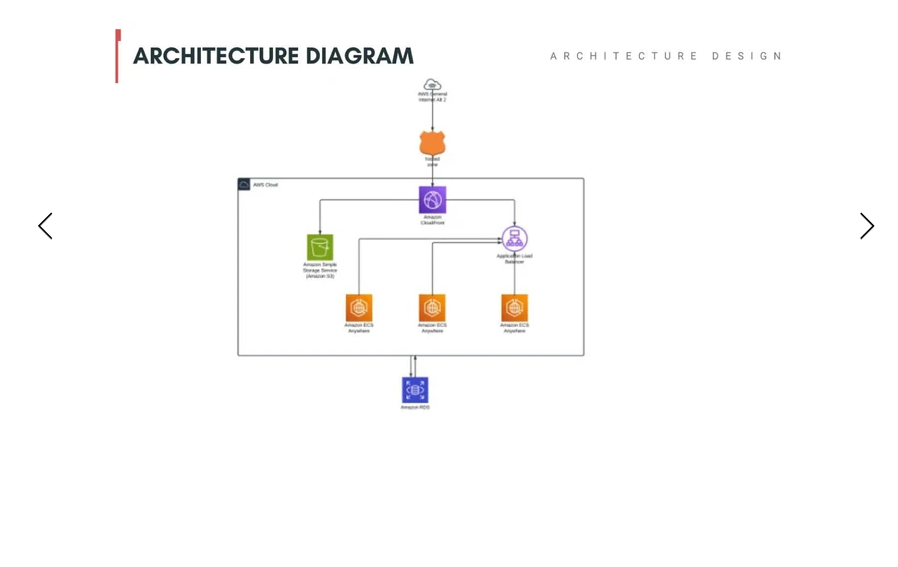 ARCHITECTURE DIAGRAM
ARCHITECTURE DESIGN
AWS General
Internet Alt 2
hosted
zone
AWS Cloud
Amazon
CloudFront
Application Load
Balancer
Amazon Simple
Storage Service
(Amazon S3)
Amazon ECS
Anywhere
Amazon ECS
Anywhere
Amazon ECS
Anywhere
Amazon RDS